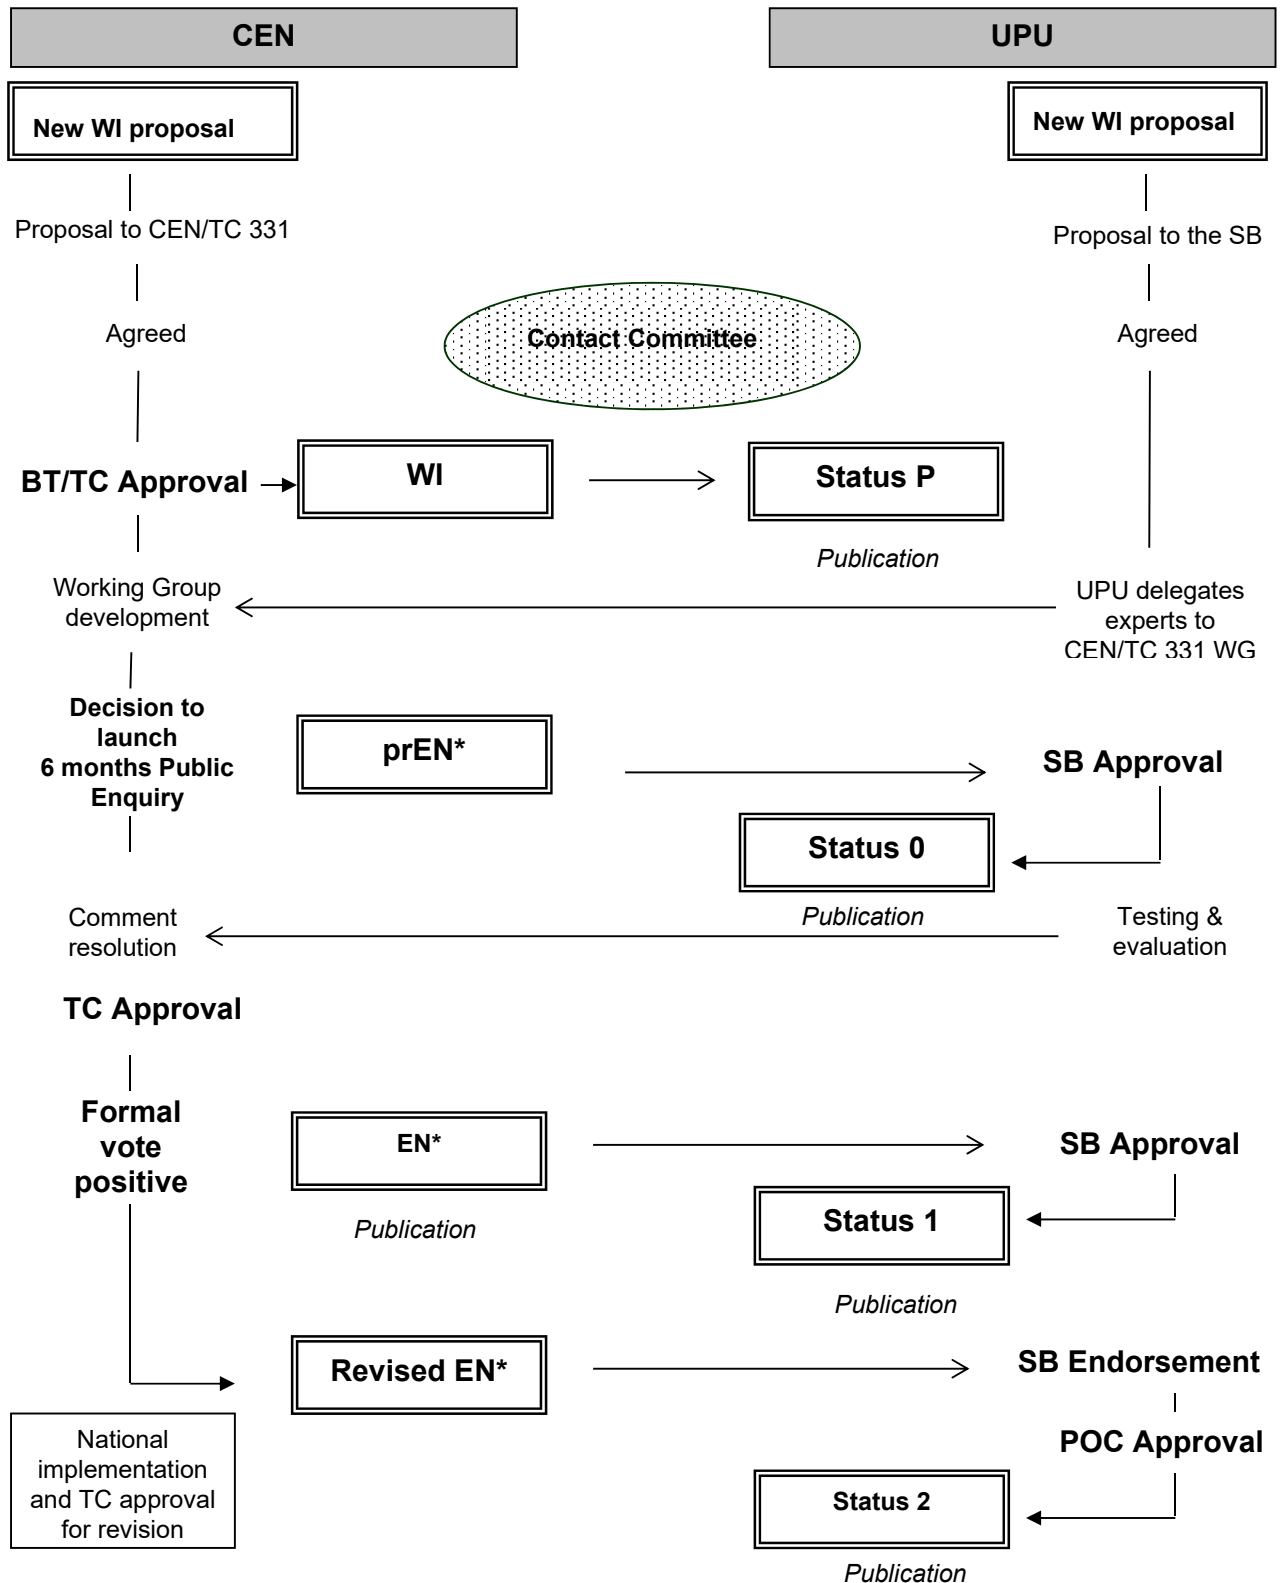 CEN
UPU
New WI proposal
New WI proposal
Proposal to CEN/TC 331
Proposal to the SB
Agreed
Contact Committee
Agreed
BT/TC Approval
WI
Status P
Publication
Working Group
development
UPU delegates
experts to
CEN/TC 331 WG
Decision to
launch
6 months Public
Enquiry
prEN*
SB Approval
Status 0
Publication
Comment
resolution
Testing &
evaluation
TC Approval
Formal
vote
positive
EN*
Publication
SB Approval
Status 1
Publication
Revised EN*
SB Endorsement
POC Approval
National
implementation
and TC approval
for revision
Status 2
Publication